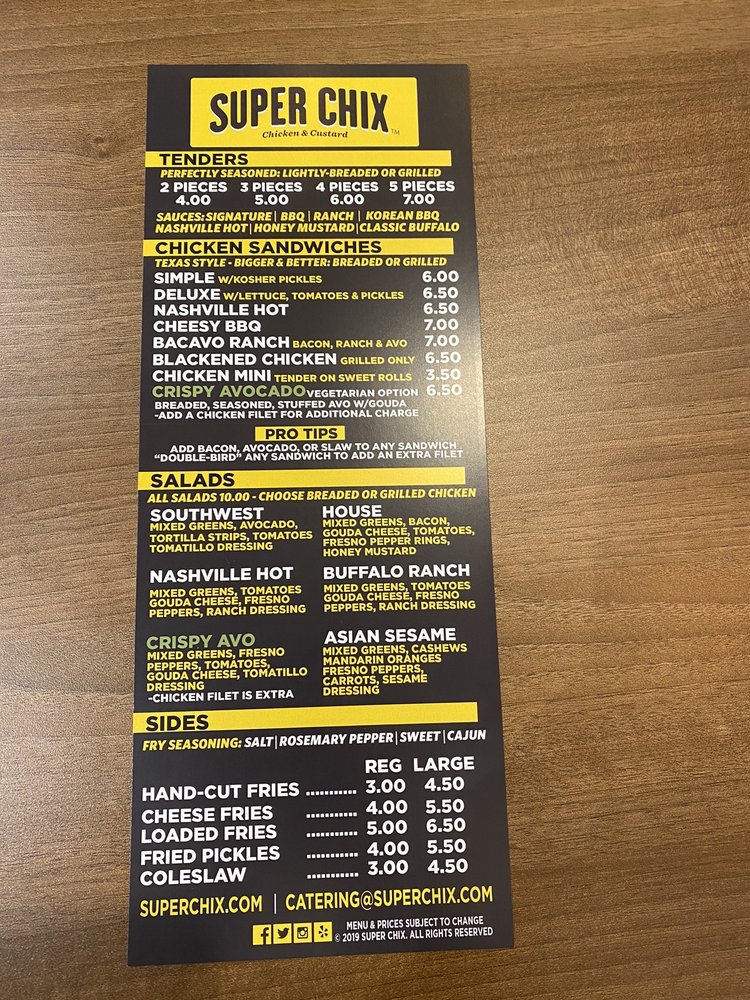 SUPER CHIX TM
Chicken & Custard
TENDERS
PERFECTLY SEASONED: LIGHTLY-BREADED OR GRILLED
2 PIECES 3 PIECES 4 PIECES 5 PIECES
4.00 5.00 6.00 7.00
SAUCES: SIGNATURE | BBQ | RANCH | KOREAN BBQ
NASHVILLE HOT | HONEY MUSTARD | CLASSIC BUFFALO
CHICKEN SANDWICHES
TEXAS STYLE - BIGGER & BETTER: BREADED OR GRILLED
SIMPLE W/KOSHER PICKLES 6.00
DELUXE W/LETTUCE, TOMATOES & PICKLES 6.50
NASHVILLE HOT 6.50
CHEESY BBQ 7.00
BACAVO RANCH BACON, RANCH & AVO 7.00
BLACKENED CHICKEN GRILLED ONLY 6.50
CHICKEN MINI TENDER ON SWEET ROLLS 3.50
CRISPY AVOCADO VEGETARIAN OPTION 6.50
BREADED, SEASONED, STUFFED AVO W/GOUDA
-ADD A CHICKEN FILET FOR ADDITIONAL CHARGE
PRO TIPS
ADD BACON, AVOCADO, OR SLAW TO ANY SANDWICH
"DOUBLE-BIRD" ANY SANDWICH TO ADD AN EXTRA FILET
SALADS
ALL SALADS 10.00 - CHOOSE BREADED OR GRILLED CHICKEN
SOUTHWEST
MIXED GREENS, AVOCADO,
TORTILLA STRIPS, TOMATOES
TOMATILLO DRESSING
HOUSE
MIXED GREENS, BACON,
GOUDA CHEESE, TOMATOES,
FRESNO PEPPER RINGS,
HONEY MUSTARD
NASHVILLE HOT
MIXED GREENS, TOMATOES
GOUDA CHEESE, FRESNO
PEPPERS, RANCH DRESSING
BUFFALO RANCH
MIXED GREENS, TOMATOES
GOUDA CHEESE, FRESNO
PEPPERS, RANCH DRESSING
CRISPY AVO
MIXED GREENS, FRESNO
PEPPERS, TOMATOES,
GOUDA CHEESE, TOMATILLO
DRESSING
-CHICKEN FILET IS EXTRA
ASIAN SESAME
MIXED GREENS, CASHEWS
MANDARIN ORANGES
FRESNO PEPPERS,
CARROTS, SESAME
DRESSING
SIDES
FRY SEASONING: SALT | ROSEMARY PEPPER | SWEET | CAJUN
REG LARGE
HAND-CUT FRIES ........... 3.00 4.50
CHEESE FRIES ........... 4.00 5.50
LOADED FRIES ........... 5.00 6.50
FRIED PICKLES ........... 4.00 5.50
COLESLAW ........... 3.00 4.50
SUPERCHIX.COM | CATERING@SUPERCHIX.COM
MENU & PRICES SUBJECT TO CHANGE
© 2019 SUPER CHIX. ALL RIGHTS RESERVED